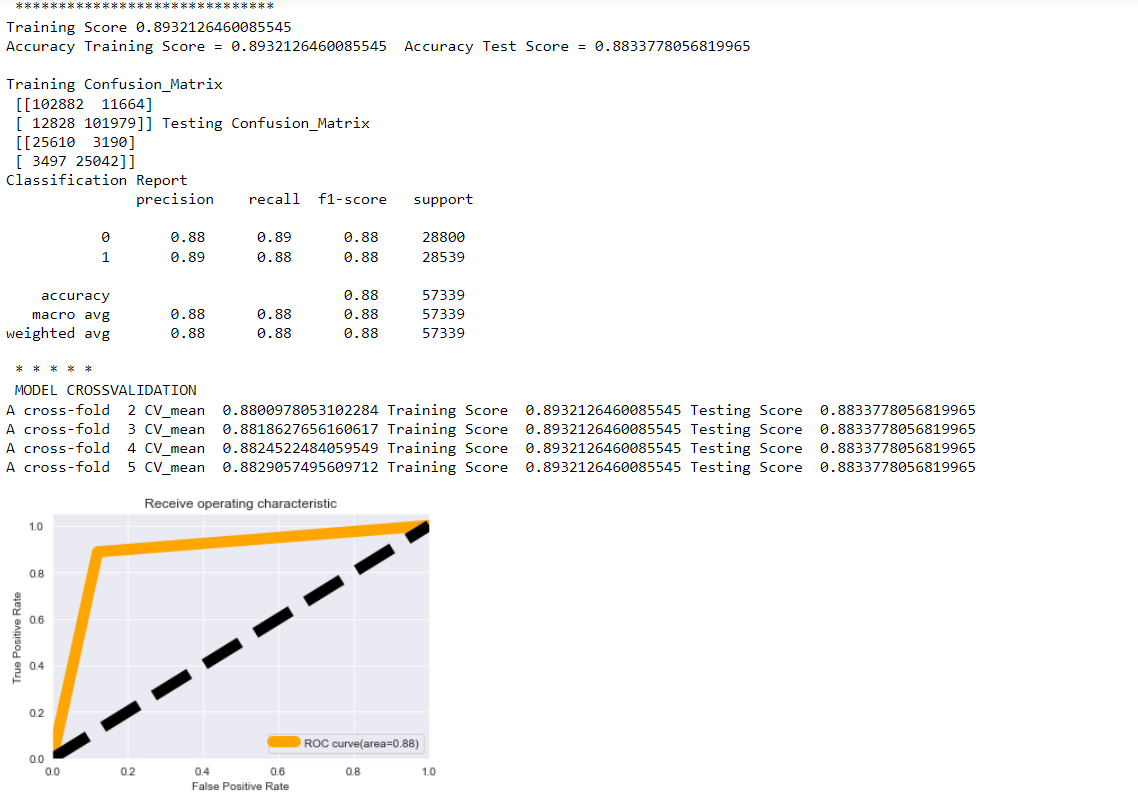 ******************************
Training Score 0.8932126460085545
Accuracy Training Score = 0.8932126460085545  Accuracy Test Score = 0.8833778056819965
Training Confusion_Matrix
[[102882  11664]
[ 12828 101979]] Testing Confusion_Matrix
[[25610  3190]
[ 3497 25042]]
Classification Report
precision    recall  f1-score   support
0       0.88      0.89      0.88     28800
1       0.89      0.88      0.88     28539
accuracy                           0.88     57339
macro avg       0.88      0.88      0.88     57339
weighted avg       0.88      0.88      0.88     57339
* * * * *
MODEL CROSSVALIDATION
A cross-fold  2 CV_mean  0.8800978053102284 Training Score  0.8932126460085545 Testing Score  0.8833778056819965
A cross-fold  3 CV_mean  0.8818627656160617 Training Score  0.8932126460085545 Testing Score  0.8833778056819965
A cross-fold  4 CV_mean  0.8824522484059549 Training Score  0.8932126460085545 Testing Score  0.8833778056819965
A cross-fold  5 CV_mean  0.8829057495609712 Training Score  0.8932126460085545 Testing Score  0.8833778056819965
Receive operating characteristic
True Positive Rate
1.0
0.8
0.6
0.4
0.2
0.0
ROC curve(area=0.88)
0.0 0.2 0.4 0.6 0.8 1.0
False Positive Rate